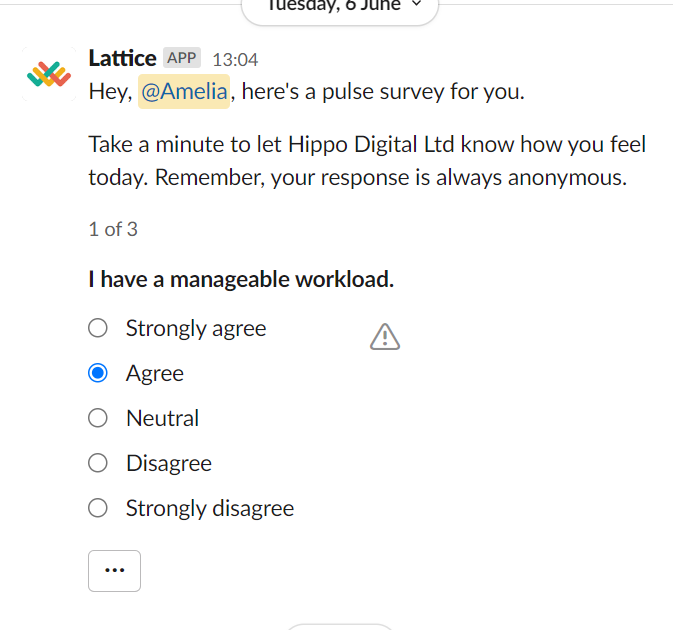 Tuesday, 6 June
Lattice APP 13:04
Hey, @Amelia, here's a pulse survey for you.
Take a minute to let Hippo Digital Ltd know how you feel
today. Remember, your response is always anonymous.
1 of 3
I have a manageable workload.
Strongly agree
Agree
Neutral
Disagree
Strongly disagree